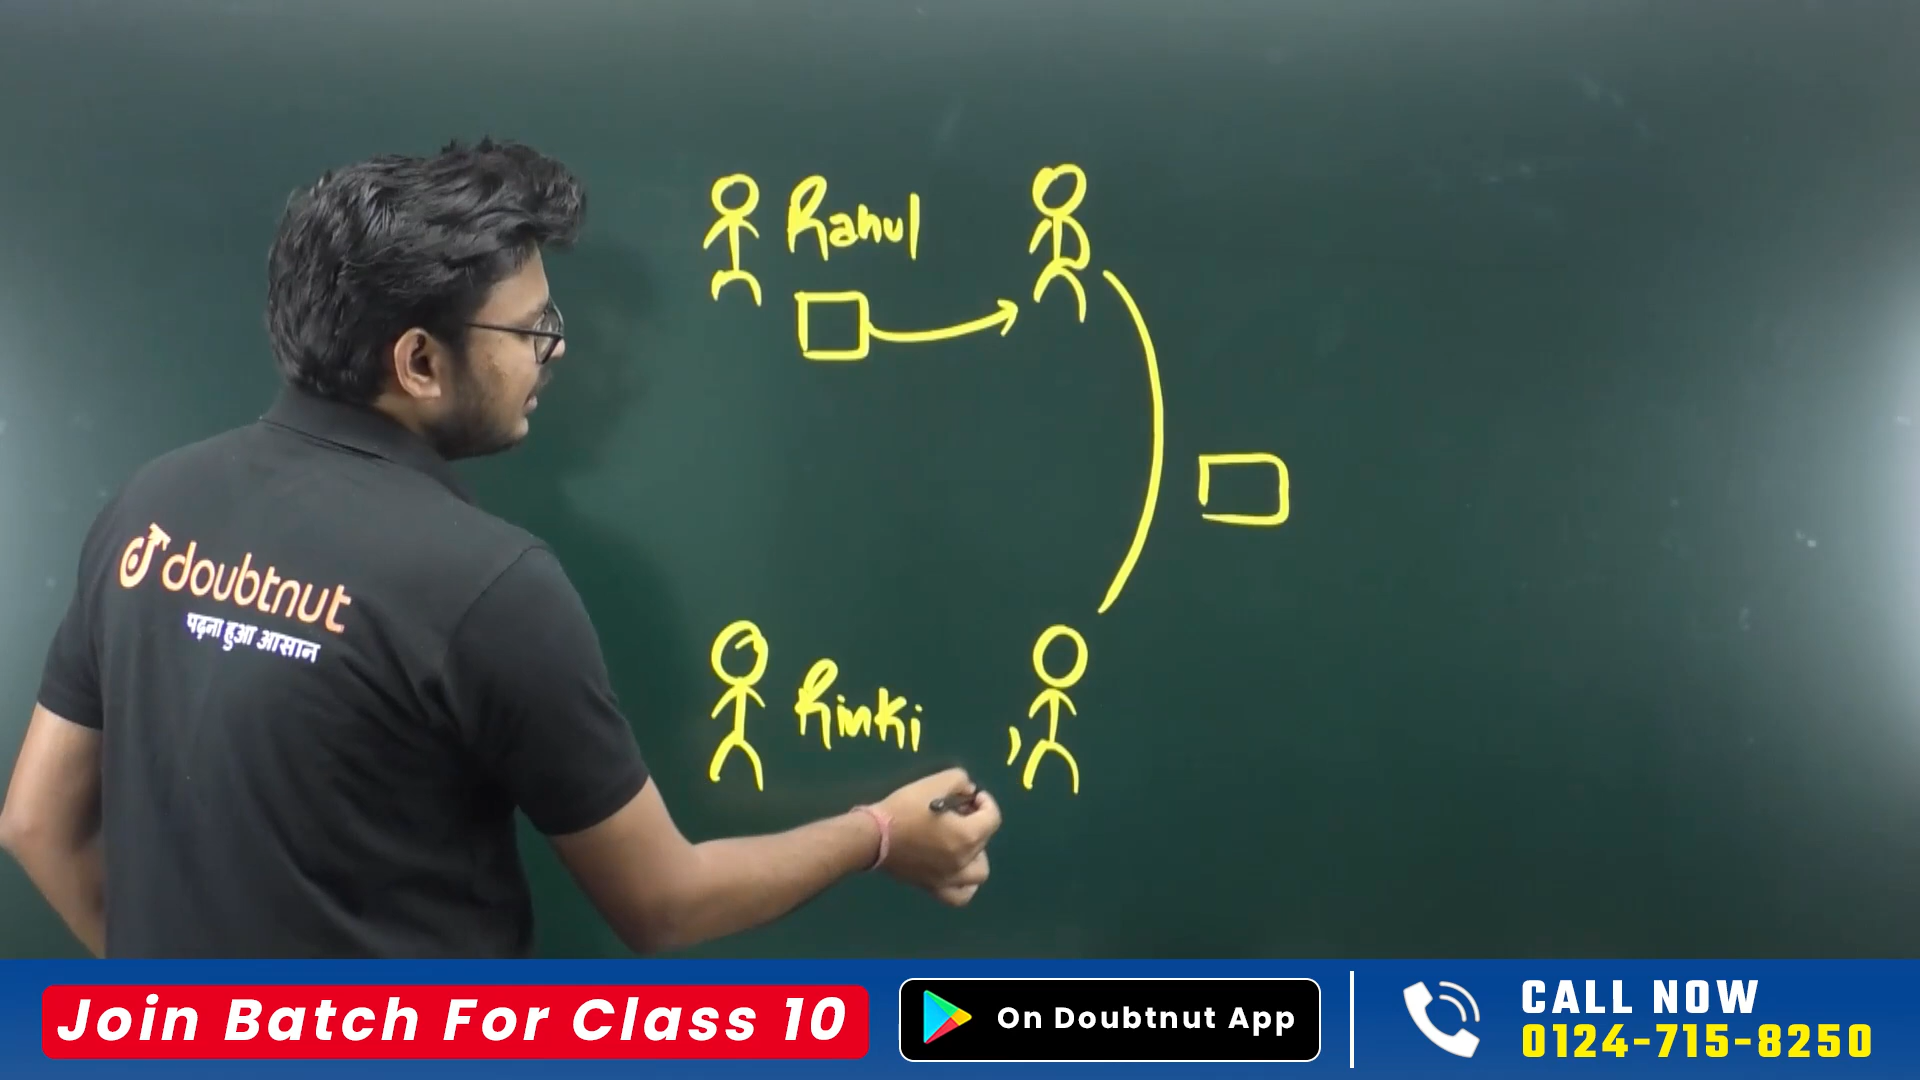 Rahul
doubtnut
पढ़ना हुआ आसान
Rinki
Join Batch For Class 10
On Doubtnut App
CALL NOW
0124-715-8250